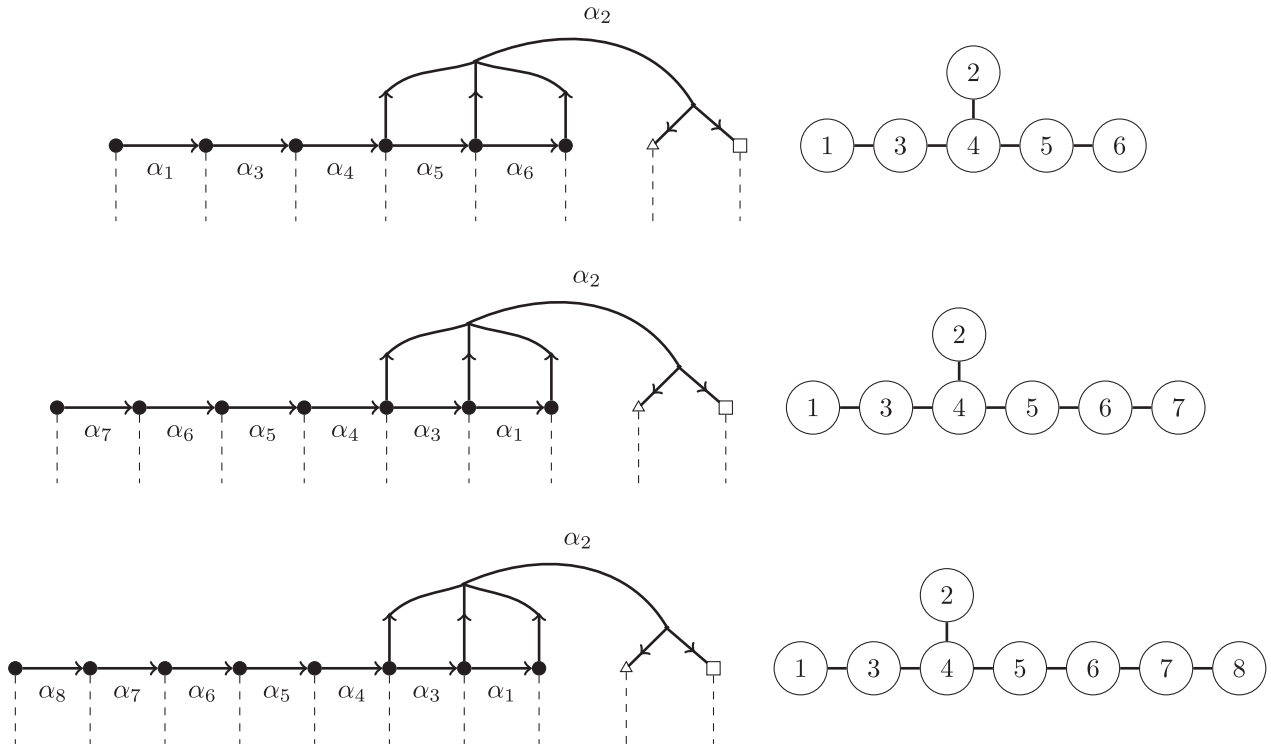 α₂
2
1 3 4 5 6
α₁ α₃ α₄ α₅ α₆
α₂
2
1 3 4 5 6 7
α₇ α₆ α₅ α₄ α₃ α₁
α₂
2
1 3 4 5 6 7 8
α₈ α₇ α₆ α₅ α₄ α₃ α₁